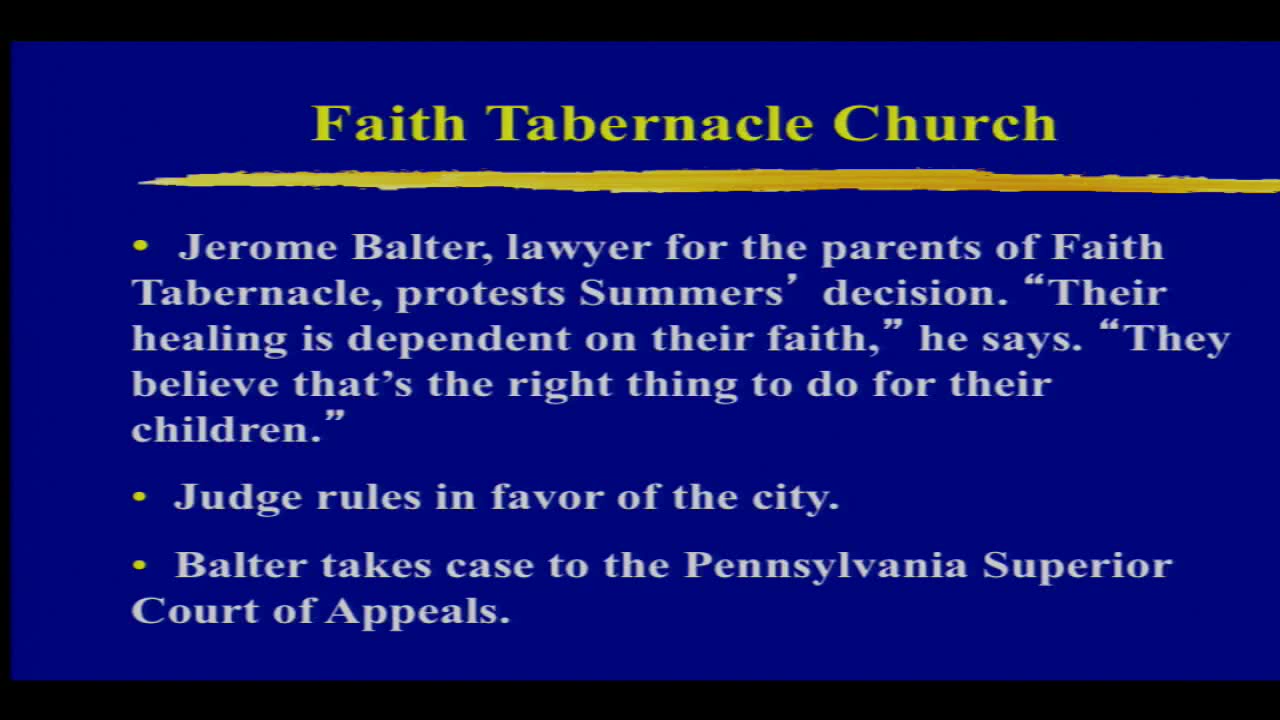 Faith Tabernacle Church
• Jerome Balter, lawyer for the parents of Faith
Tabernacle, protests Summers’ decision. “Their
healing is dependent on their faith,” he says. “They
believe that’s the right thing to do for their
children.”
• Judge rules in favor of the city.
• Balter takes case to the Pennsylvania Superior
Court of Appeals.